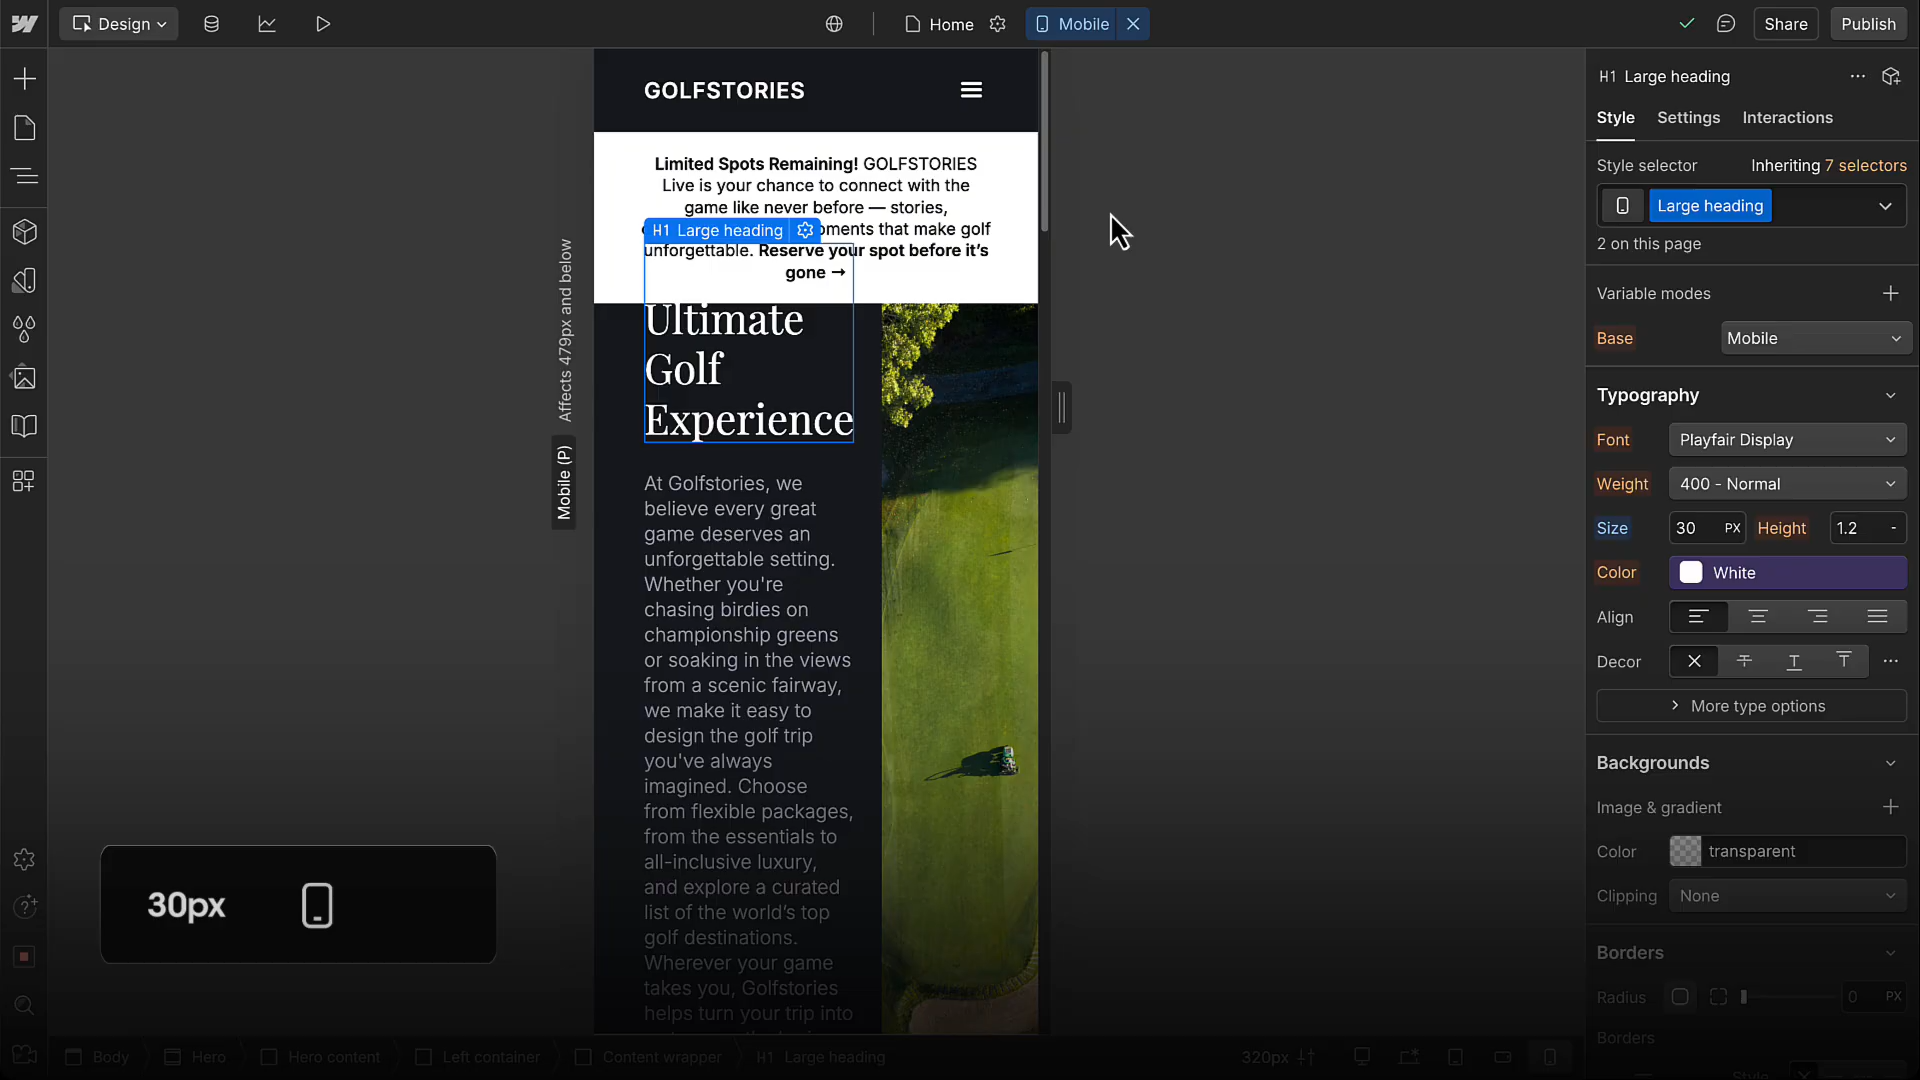 Design
Home
Mobile
Share
Publish
GOLFSTORIES
Limited Spots Remaining! GOLFSTORIES
Live is your chance to connect with the
game like never before — stories,
oments that make golf
unforgettable. Reserve your spot before it's
gone →
H1 Large heading
Ultimate
Golf
Experience
At Golfstories, we
believe every great
game deserves an
unforgettable setting.
Whether you're
chasing birdies on
championship greens
or soaking in the views
from a scenic fairway,
we make it easy to
design the golf trip
you've always
imagined. Choose
from flexible packages,
from the essentials to
all-inclusive luxury,
and explore a curated
list of the world's top
golf destinations.
Wherever your game
takes you, Golfstories
helps turn your trip into
Affects 479px and below
Mobile (P)
30px
H1 Large heading
Style Settings Interactions
Style selector Inheriting 7 selectors
Large heading
2 on this page
Variable modes
Base Mobile
Typography
Font Playfair Display
Weight 400 - Normal
Size 30 PX Height 1.2 -
Color White
Align
Decor
More type options
Backgrounds
Image & gradient
Color transparent
Clipping None
Borders
Radius 0 PX
Borders
Style
Body Hero Hero content Left container Content wrapper H1 Large heading
320px